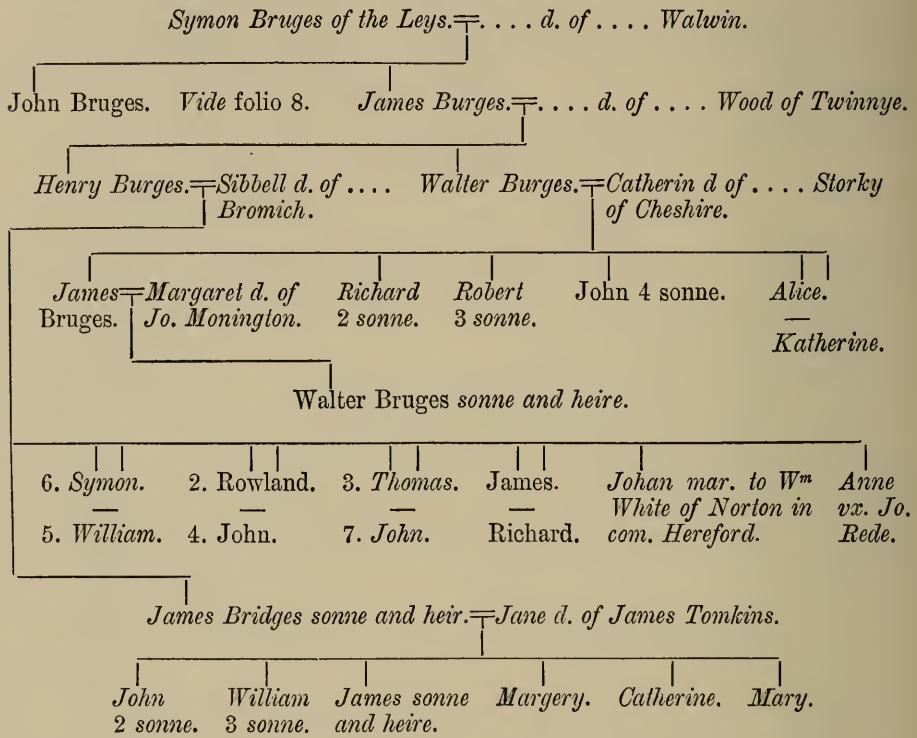 Symon Bruges of the Leys.=. . . . d. of . . . . Walwin.
John Bruges. Vide folio 8. James Burges.=. . . . d. of . . . . Wood of Twinnye.
Henry Burges.=Sibbell d. of . . . . Walter Burges.=Catherin d of . . . . Storky
Bromich. of Cheshire.
James=Margaret d. of Richard Robert John 4 sonne. Alice.
Bruges. Jo. Monington. 2 sonne. 3 sonne. —
Katherine.
Walter Bruges sonne and heire.
6. Symon. 2. Rowland. 3. Thomas. James. Johan mar. to Wᵐ Anne
— — — — White of Norton in vx. Jo.
5. William. 4. John. 7. John. Richard. com. Hereford. Rede.
James Bridges sonne and heir.=Jane d. of James Tomkins.
John William James sonne Margery. Catherine. Mary.
2 sonne. 3 sonne. and heire.